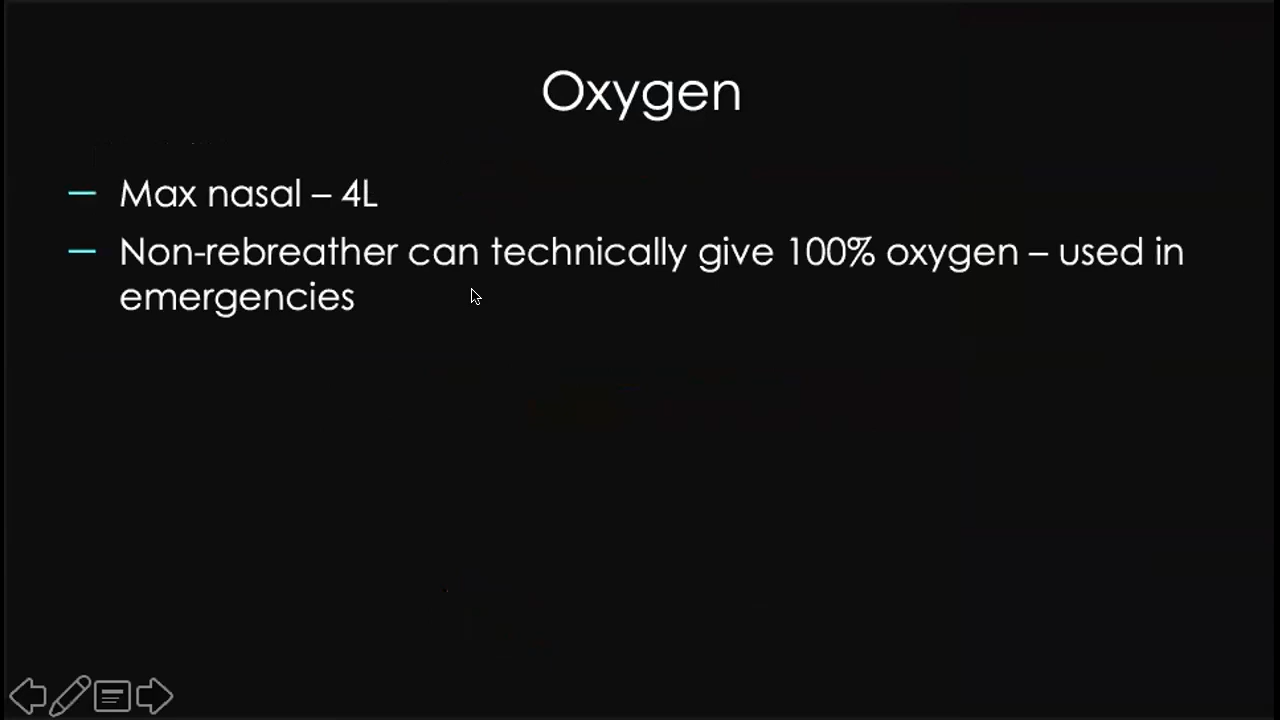 Oxygen
— Max nasal – 4L
— Non-rebreather can technically give 100% oxygen – used in
emergencies